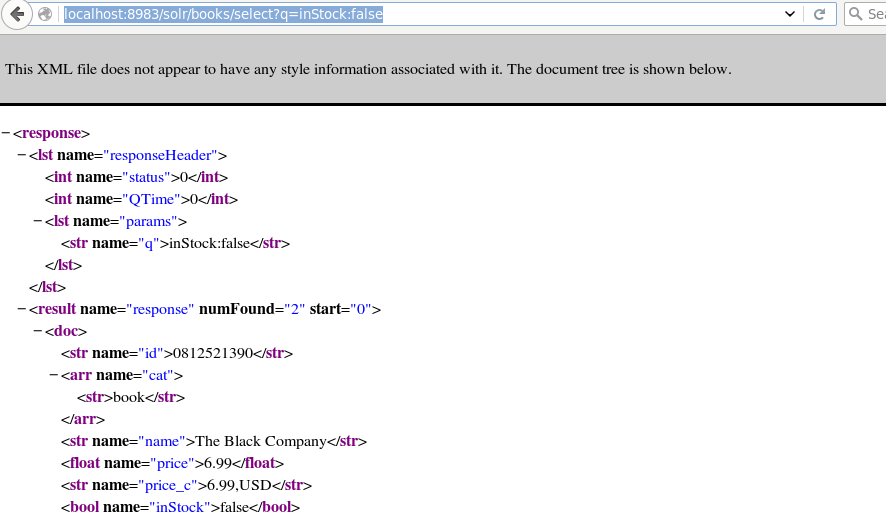 localhost:8983/solr/books/select?q=inStock:false
Sea
This XML file does not appear to have any style information associated with it. The document tree is shown below.
−<response>
−<lst name="responseHeader">
<int name="status">0</int>
<int name="QTime">0</int>
−<lst name="params">
<str name="q">inStock:false</str>
</lst>
</lst>
−<result name="response" numFound="2" start="0">
−<doc>
<str name="id">0812521390</str>
−<arr name="cat">
<str>book</str>
</arr>
<str name="name">The Black Company</str>
<float name="price">6.99</float>
<str name="price_c">6.99,USD</str>
<bool name="inStock">false</bool>